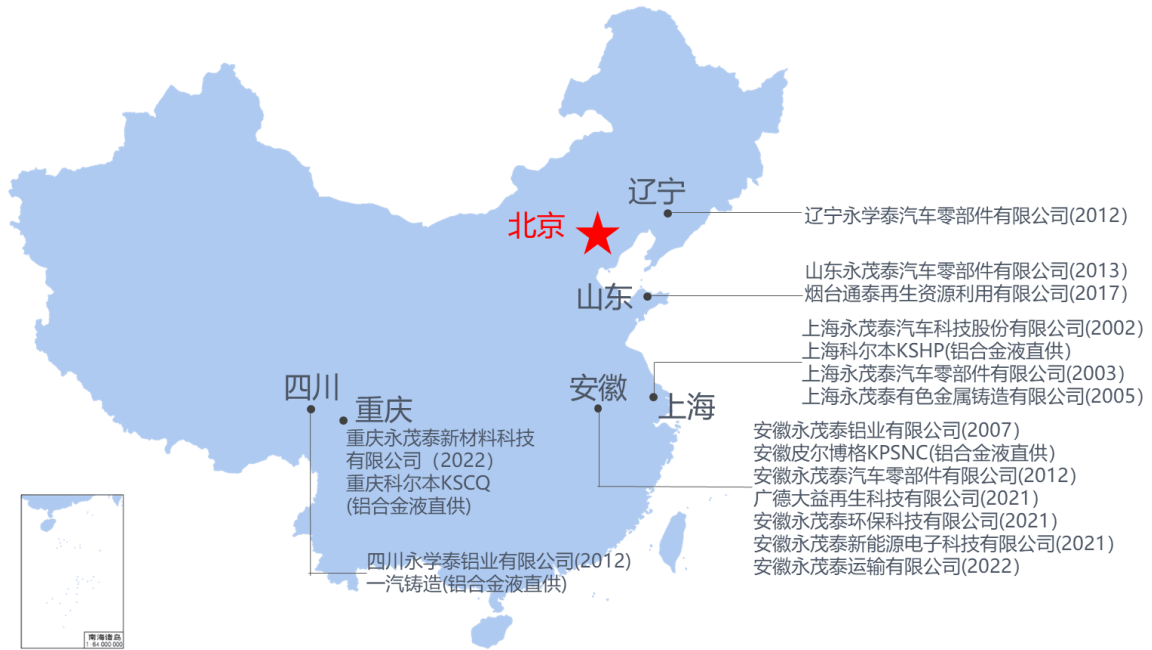 辽宁
北京
辽宁永学泰汽车零部件有限公司(2012)
山东
山东永茂泰汽车零部件有限公司(2013)
烟台通泰再生资源利用有限公司(2017)
上海永茂泰汽车科技股份有限公司(2002)
上海科尔本KSHP(铝合金液直供)
上海永茂泰汽车零部件有限公司(2003)
上海永茂泰有色金属铸造有限公司(2005)
四川
重庆
安徽
上海
重庆永茂泰新材料科技
有限公司（2022）
重庆科尔本KSCQ
(铝合金液直供)
安徽永茂泰铝业有限公司(2007)
安徽皮尔博格KPSNC(铝合金液直供)
安徽永茂泰汽车零部件有限公司(2012)
广德大益再生科技有限公司(2021)
安徽永茂泰环保科技有限公司(2021)
安徽永茂泰新能源电子科技有限公司(2021)
安徽永茂泰运输有限公司(2022)
四川永学泰铝业有限公司(2012)
一汽铸造(铝合金液直供)
南海诸岛
1:64 000 000